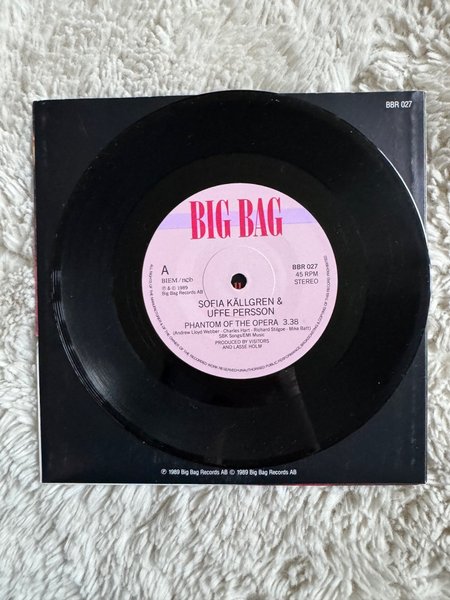 BBR 027
BIG BAG
A
BIEM/ncb
℗ & © 1989
Big Bag Records AB
BBR 027
45 RPM
STEREO
SOFIA KÄLLGREN &
UFFE PERSSON
PHANTOM OF THE OPERA 3.38
(Andrew Lloyd Webber - Charles Hart - Richard Stilgoe - Mike Batt)
SBK Songs/EMI Music
PRODUCED BY VISITORS
AND LASSE HOLM
℗ 1989 Big Bag Records AB © 1989 Big Bag Records AB